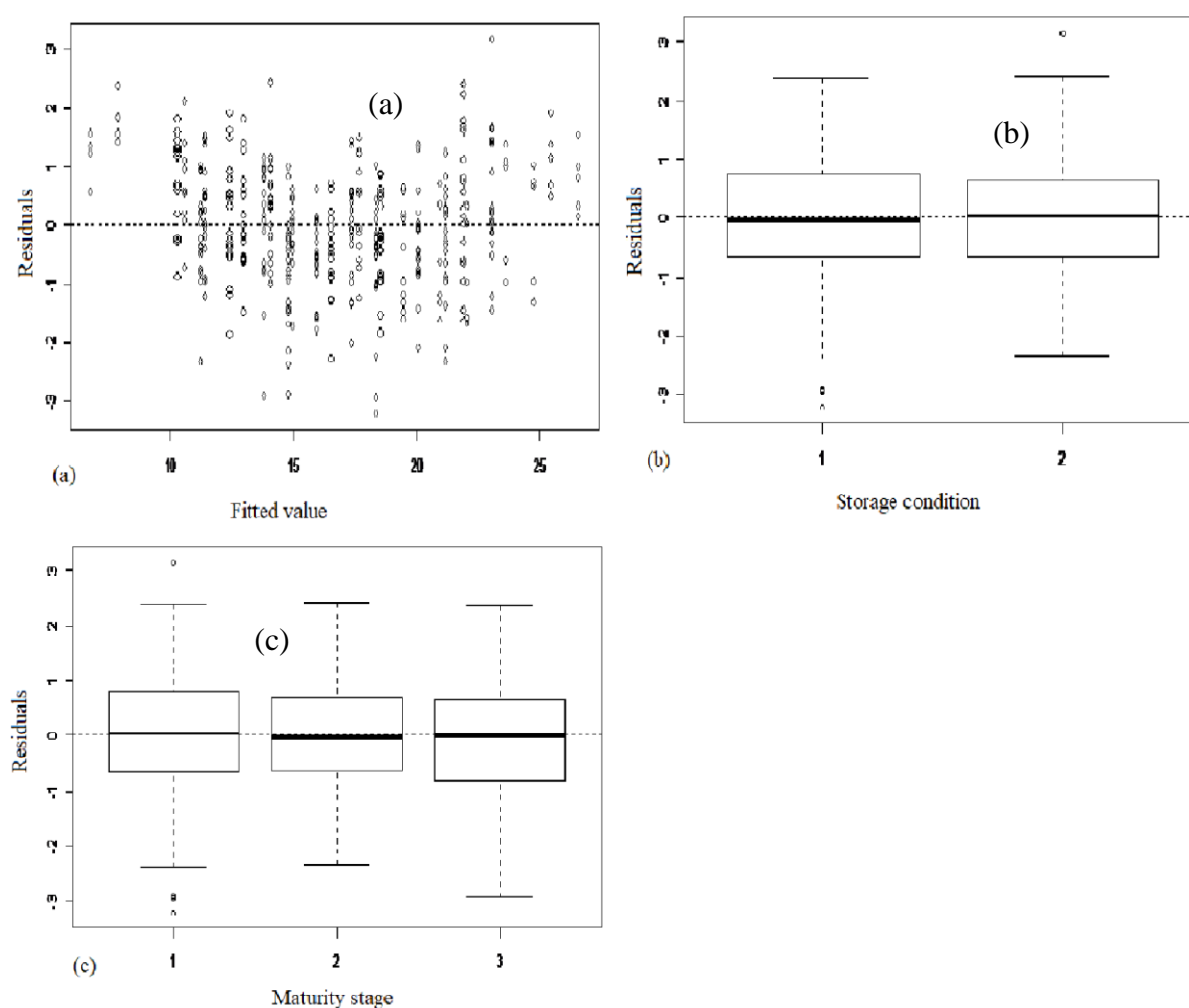 (a)
Residuals
3
2
1
0
-1
-2
-3
10 15 20 25
(a)
Fitted value
(b)
Residuals
3
2
1
0
-1
-2
-3
1 2
(b)
Storage condition
(c)
Residuals
3
2
1
0
-1
-2
-3
1 2 3
(c)
Maturity stage